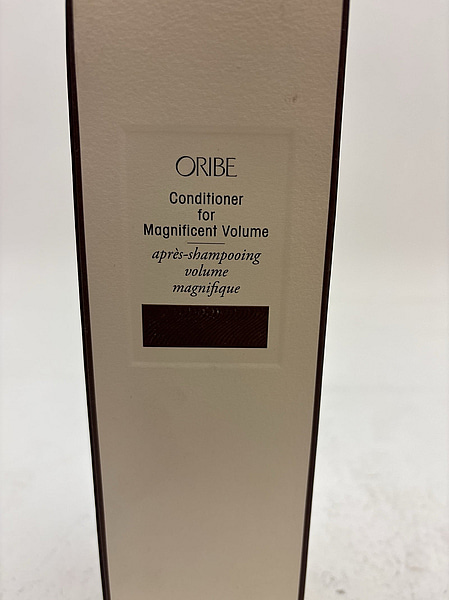 ORIBE
Conditioner
for
Magnificent Volume
après-shampooing
volume
magnifique